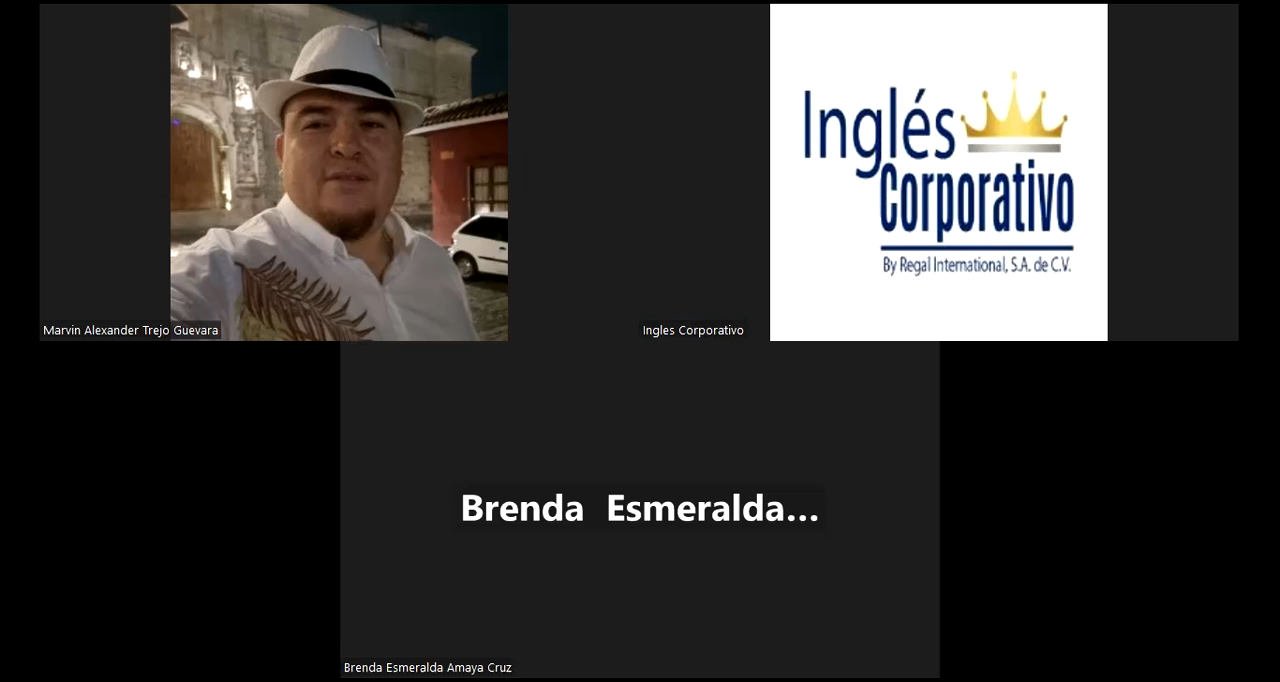 Inglés
Corporativo
By Regal International, S.A. de C.V.
Marvin Alexander Trejo Guevara
Ingles Corporativo
Brenda Esmeralda...
Brenda Esmeralda Amaya Cruz